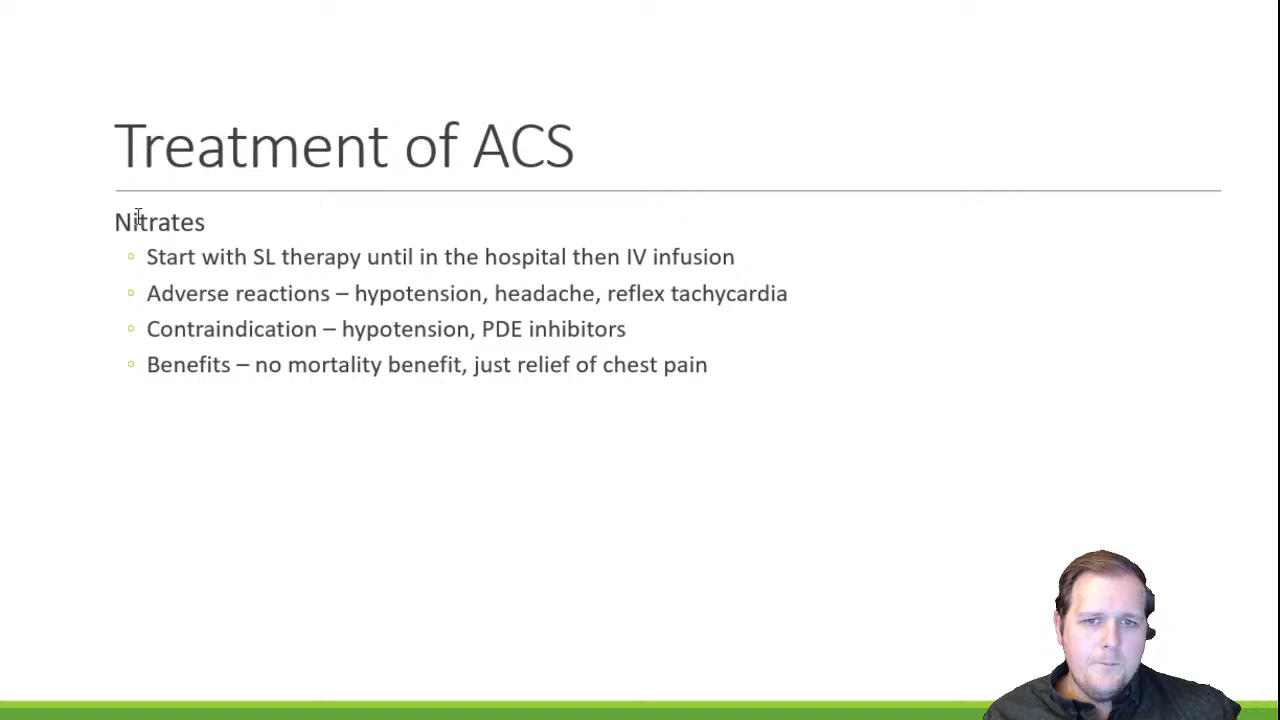 Treatment of ACS
Nitrates
◦ Start with SL therapy until in the hospital then IV infusion
◦ Adverse reactions – hypotension, headache, reflex tachycardia
◦ Contraindication – hypotension, PDE inhibitors
◦ Benefits – no mortality benefit, just relief of chest pain